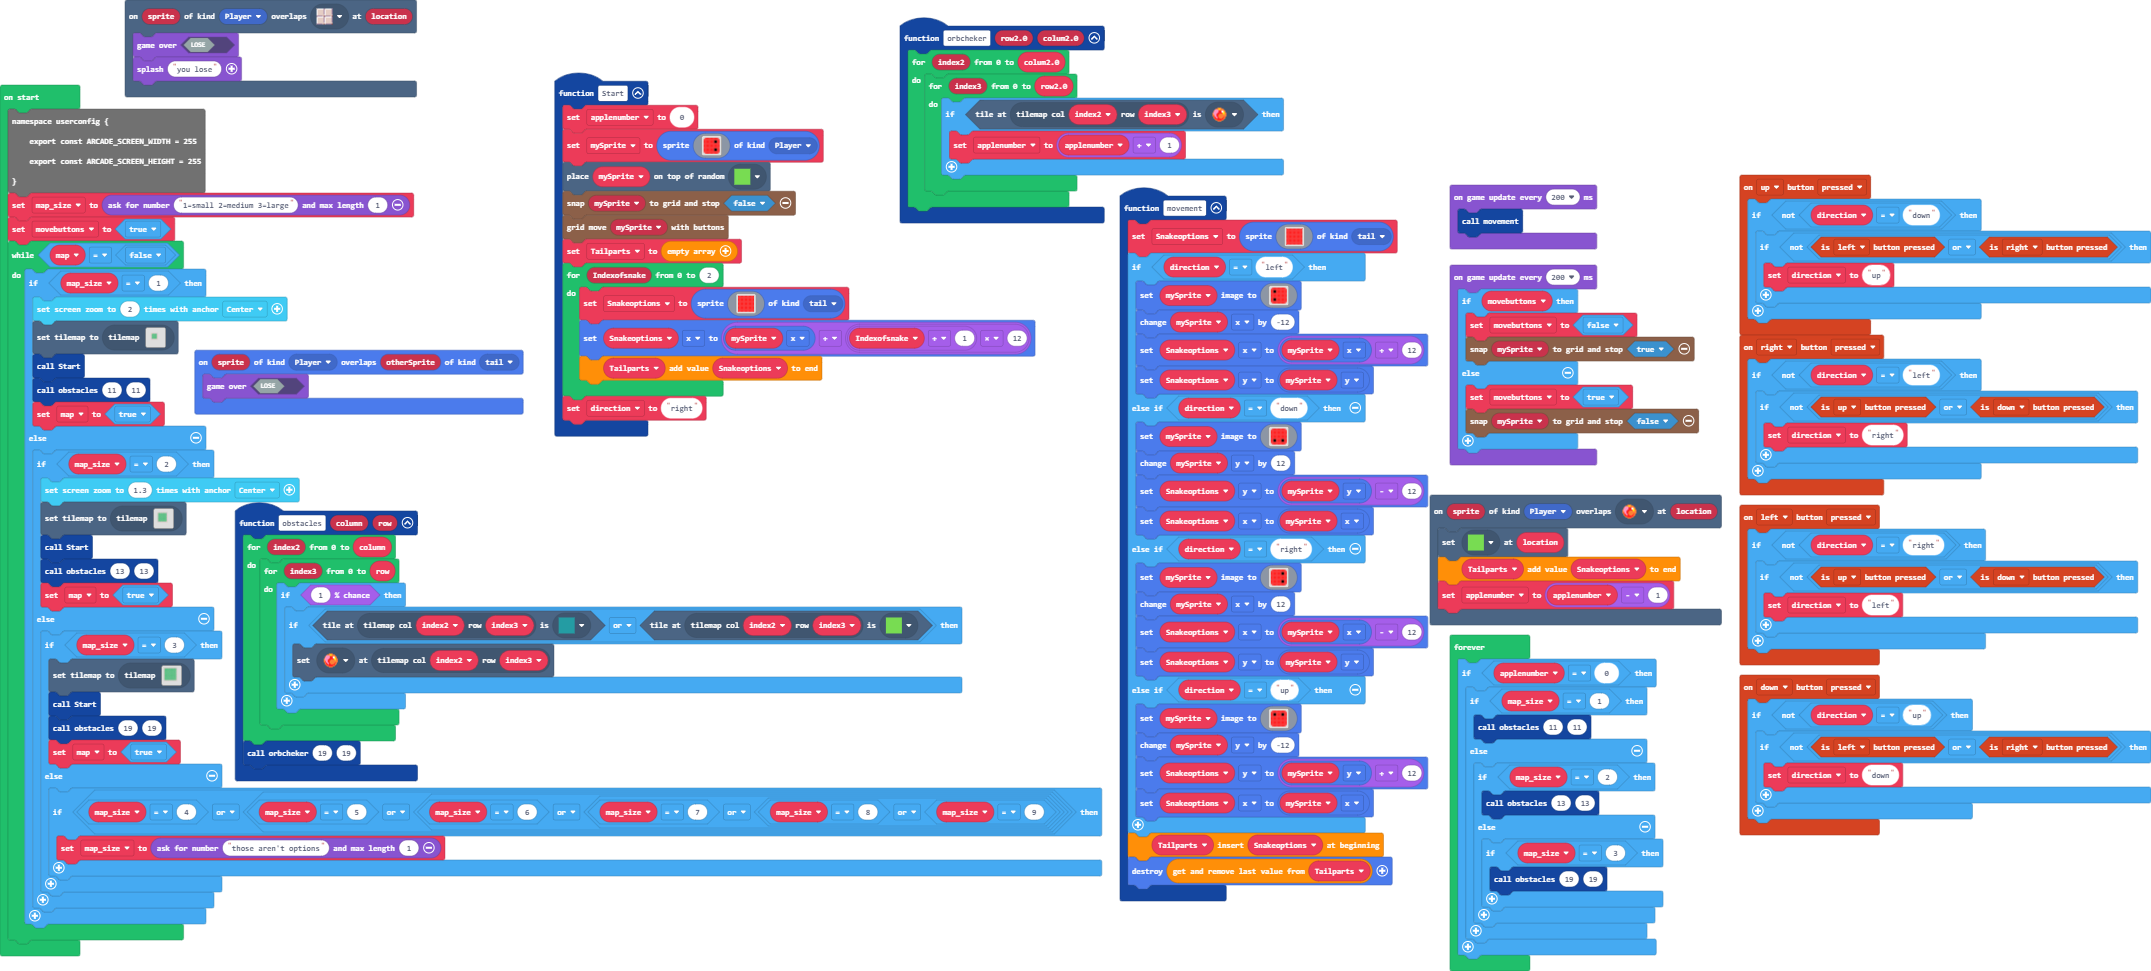 on sprite of kind Player overlaps at location
game over LOSE
splash "you lose"
on start
namespace userconfig {
export const ARCADE_SCREEN_WIDTH = 255
export const ARCADE_SCREEN_HEIGHT = 255
}
set map_size to ask for number "1=small 2=medium 3=large" and max length 1
set movebuttons to true
while map = false
do
if map_size = 1 then
set screen zoom to 2 times with anchor Center
set tilemap to tilemap
call Start
call obstacles 11 11
set map to true
else
if map_size = 2 then
set screen zoom to 1.3 times with anchor Center
set tilemap to tilemap
call Start
call obstacles 13 13
set map to true
else
if map_size = 3 then
set tilemap to tilemap
call Start
call obstacles 19 19
set map to true
else
if map_size = 4 or map_size = 5 or map_size = 6 or map_size = 7 or map_size = 8 or map_size = 9 then
set map_size to ask for number "those aren't options" and max length 1
on sprite of kind Player overlaps otherSprite of kind tail
game over LOSE
function obstacles column row
for index2 from 0 to column
do
for index3 from 0 to row
do
if 1 % chance then
if tile at tilemap col index2 row index3 is or tile at tilemap col index2 row index3 is then
set at tilemap col index2 row index3
call orbcheker 19 19
function Start
set applenumber to 0
set mySprite to sprite of kind Player
place mySprite on top of random
snap mySprite to grid and stop false
grid move mySprite with buttons
set Tailparts to empty array
for Indexofsnake from 0 to 2
do
set Snakeoptions to sprite of kind tail
set Snakeoptions x to mySprite x + Indexofsnake + 1 × 12
Tailparts add value Snakeoptions to end
set direction to "right"
function orbcheker row2.0 colum2.0
for index2 from 0 to colum2.0
do
for index3 from 0 to row2.0
do
if tile at tilemap col index2 row index3 is then
set applenumber to applenumber + 1
function movement
set Snakeoptions to sprite of kind tail
if direction = "left" then
set mySprite image to
change mySprite x by -12
set Snakeoptions x to mySprite x + 12
set Snakeoptions y to mySprite y
else if direction = "down" then
set mySprite image to
change mySprite y by 12
set Snakeoptions y to mySprite y - 12
set Snakeoptions x to mySprite x
else if direction = "right" then
set mySprite image to
change mySprite x by 12
set Snakeoptions x to mySprite x - 12
set Snakeoptions y to mySprite y
else if direction = "up" then
set mySprite image to
change mySprite y by -12
set Snakeoptions y to mySprite y + 12
set Snakeoptions x to mySprite x
Tailparts insert Snakeoptions at beginning
destroy get and remove last value from Tailparts
on game update every 200 ms
call movement
on game update every 200 ms
if movebuttons then
set movebuttons to false
snap mySprite to grid and stop true
else
set movebuttons to true
snap mySprite to grid and stop false
on sprite of kind Player overlaps at location
set at location
Tailparts add value Snakeoptions to end
set applenumber to applenumber - 1
forever
if applenumber = 0 then
if map_size = 1 then
call obstacles 11 11
else
if map_size = 2 then
call obstacles 13 13
else
if map_size = 3 then
call obstacles 19 19
on up button pressed
if not direction = "down" then
if not is left button pressed or is right button pressed then
set direction to "up"
on right button pressed
if not direction = "left" then
if not is up button pressed or is down button pressed then
set direction to "right"
on left button pressed
if not direction = "right" then
if not is up button pressed or is down button pressed then
set direction to "left"
on down button pressed
if not direction = "up" then
if not is left button pressed or is right button pressed then
set direction to "down"